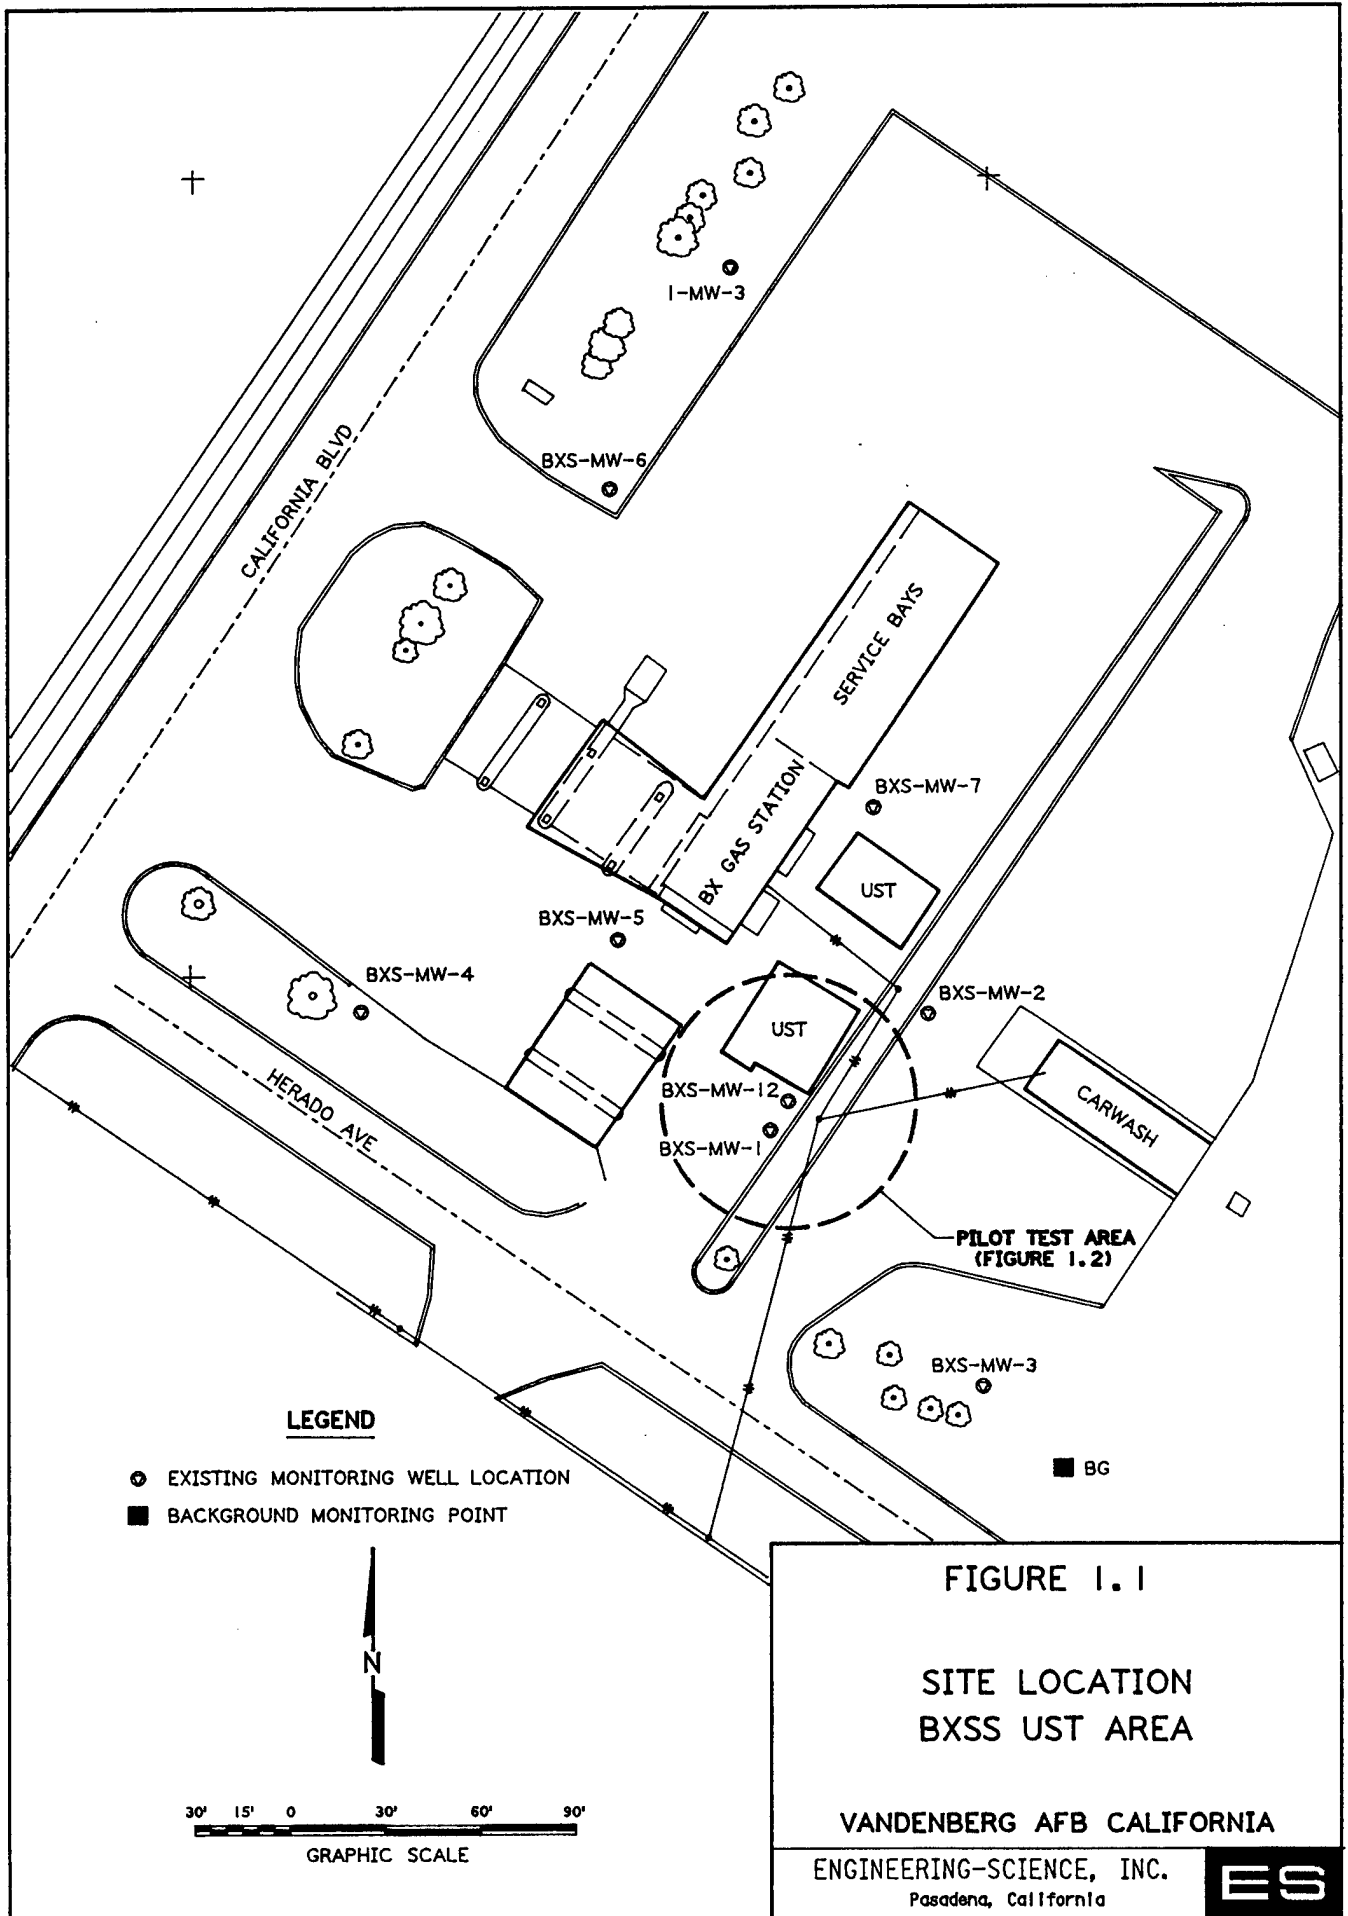 I-MW-3
BXS-MW-6
CALIFORNIA BLVD
SERVICE BAYS
BX GAS STATION
BXS-MW-7
UST
BXS-MW-5
BXS-MW-4
BXS-MW-2
UST
CARWASH
BXS-MW-12
HERADO AVE
BXS-MW-1
PILOT TEST AREA
(FIGURE 1.2)
BXS-MW-3
BG
LEGEND
EXISTING MONITORING WELL LOCATION
BACKGROUND MONITORING POINT
N
30' 15' 0 30' 60' 90'
GRAPHIC SCALE
FIGURE 1.1
SITE LOCATION
BXSS UST AREA
VANDENBERG AFB CALIFORNIA
ENGINEERING-SCIENCE, INC.
Pasadena, California
ES